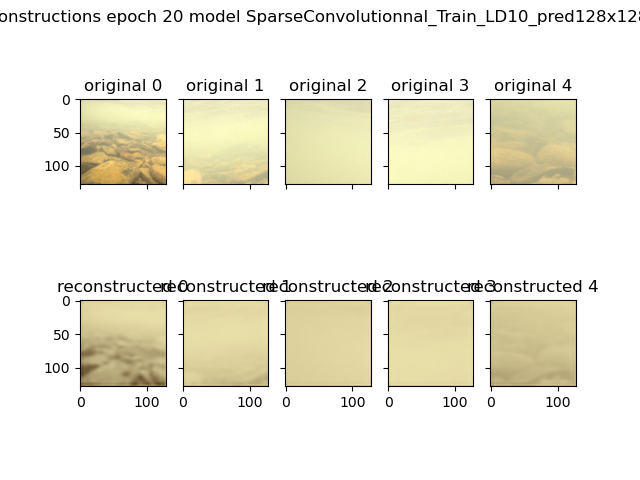 onstructions epoch 20 model SparseConvolutionnal_Train_LD10_pred128x128
original 0 original 1 original 2 original 3 original 4
0
50
100
reconstructed 0 reconstructed 1 reconstructed 2 reconstructed 3 reconstructed 4
0
50
100
0 100 0 100 0 100 0 100 0 100